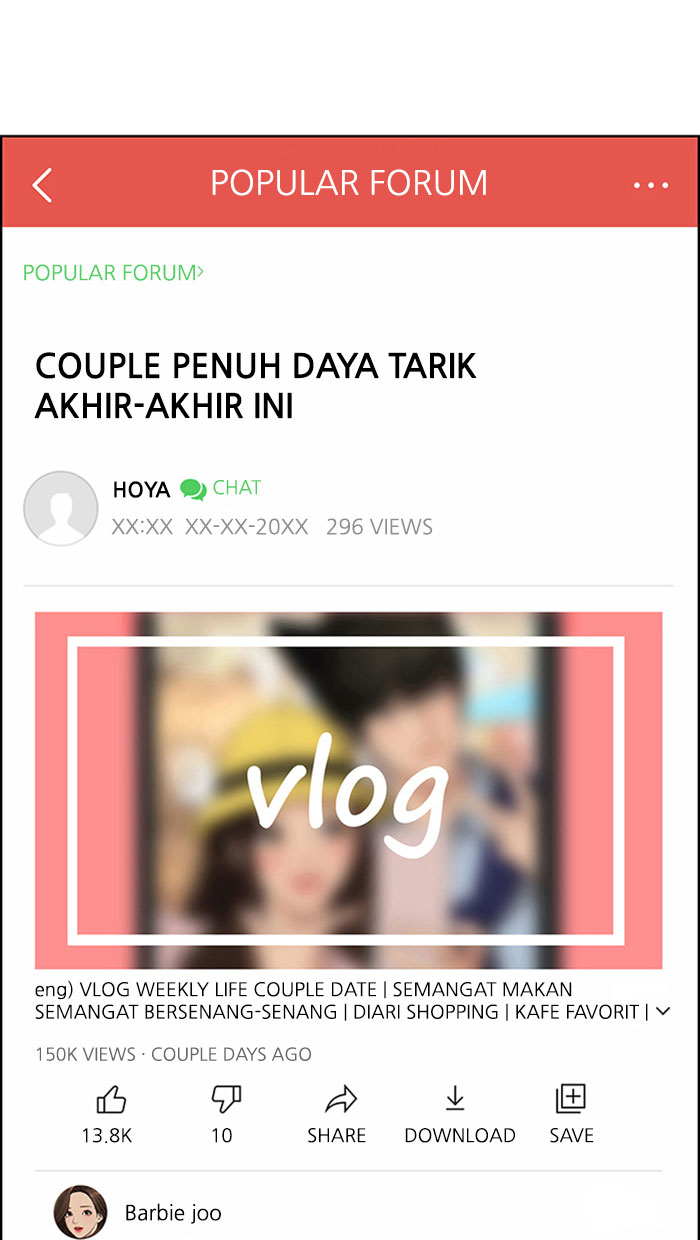 POPULAR FORUM
POPULAR FORUM>
COUPLE PENUH DAYA TARIK
AKHIR-AKHIR INI
HOYA CHAT
XX:XX XX-XX-20XX 296 VIEWS
vlog
eng) VLOG WEEKLY LIFE COUPLE DATE | SEMANGAT MAKAN
SEMANGAT BERSENANG-SENANG | DIARI SHOPPING | KAFE FAVORIT |
150K VIEWS · COUPLE DAYS AGO
13.8K 10 SHARE DOWNLOAD SAVE
Barbie joo